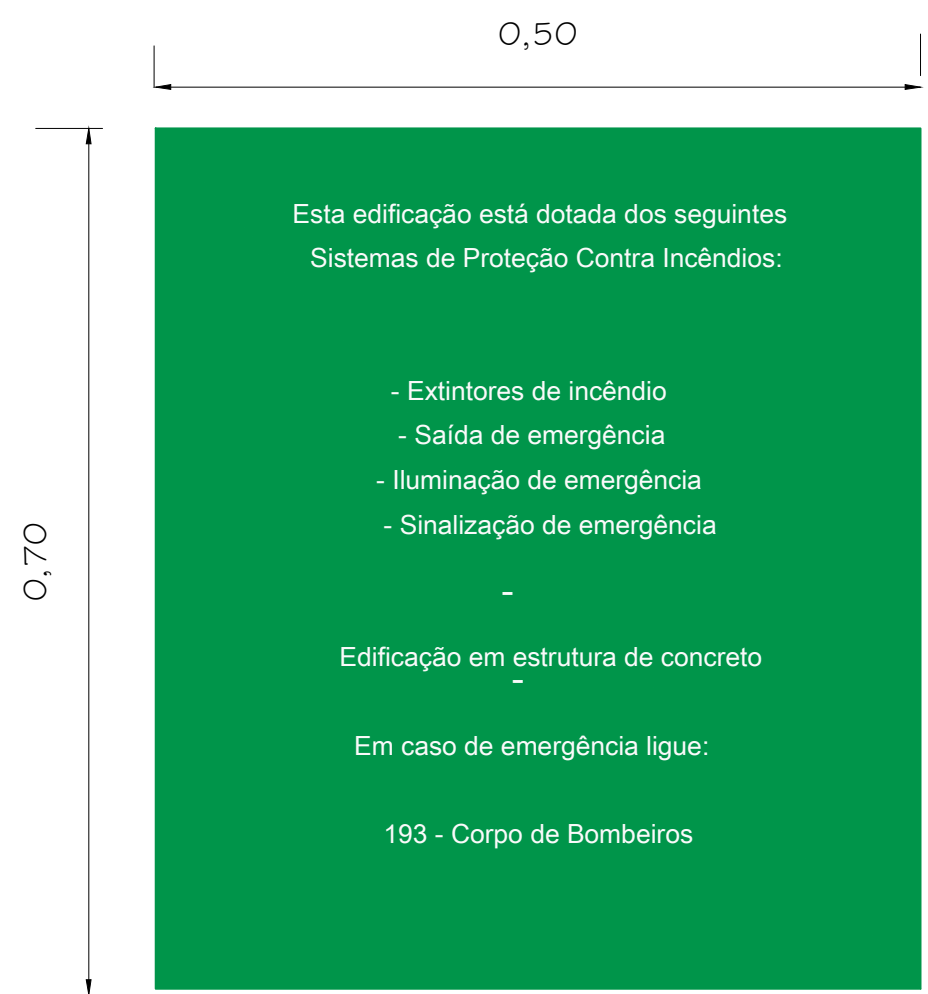 0,50
0,70
Esta edificação está dotada dos seguintes
Sistemas de Proteção Contra Incêndios:
- Extintores de incêndio
- Saída de emergência
- Iluminação de emergência
- Sinalização de emergência
-
Edificação em estrutura de concreto
-
Em caso de emergência ligue:
193 - Corpo de Bombeiros